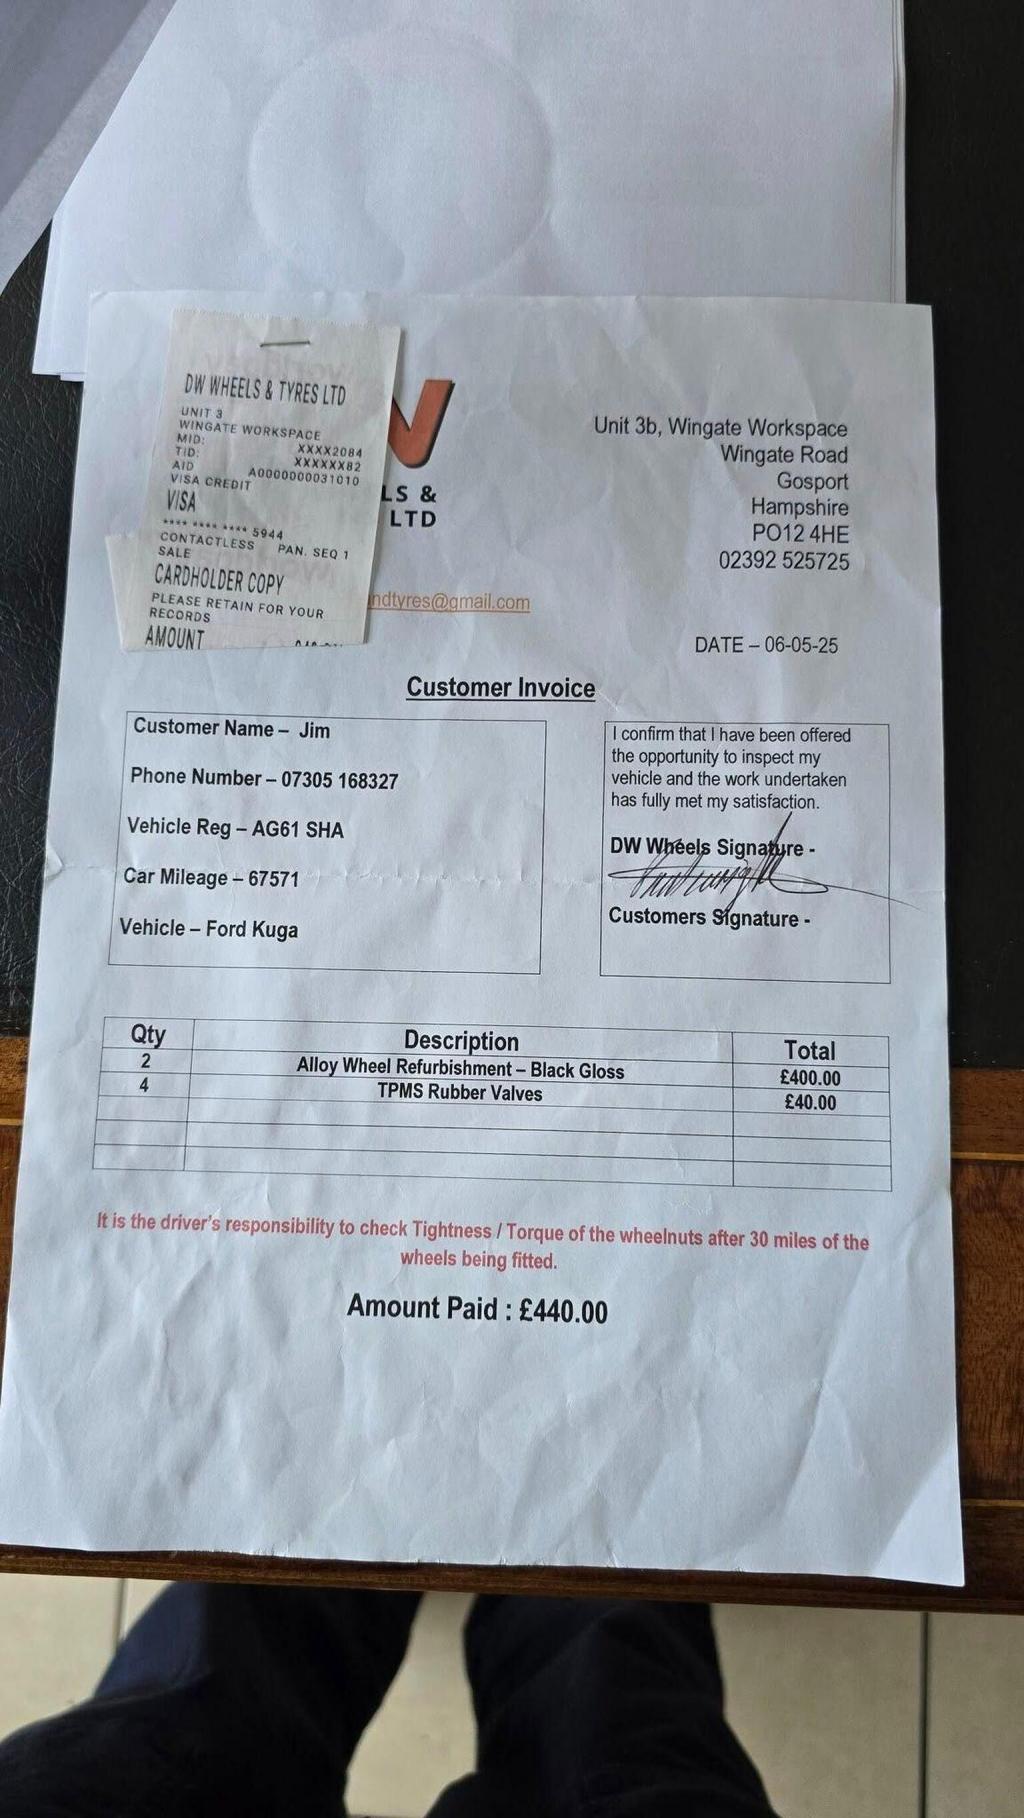 DW WHEELS & TYRES LTD
UNIT 3
WINGATE WORKSPACE
MID: XXXX2084
TID: XXXXXX82
AID A0000000031010
VISA CREDIT
VISA
**** **** **** 5944
CONTACTLESS PAN. SEQ 1
SALE
CARDHOLDER COPY
PLEASE RETAIN FOR YOUR
RECORDS
AMOUNT
LS &
LTD
ndtyres@gmail.com
Unit 3b, Wingate Workspace
Wingate Road
Gosport
Hampshire
PO12 4HE
02392 525725
DATE – 06-05-25
Customer Invoice
Customer Name – Jim
Phone Number – 07305 168327
Vehicle Reg – AG61 SHA
Car Mileage – 67571
Vehicle – Ford Kuga
I confirm that I have been offered
the opportunity to inspect my
vehicle and the work undertaken
has fully met my satisfaction.
DW Wheels Signature -
Customers Signature -
Qty Description Total
2 Alloy Wheel Refurbishment – Black Gloss £400.00
4 TPMS Rubber Valves £40.00
It is the driver's responsibility to check Tightness / Torque of the wheelnuts after 30 miles of the
wheels being fitted.
Amount Paid : £440.00